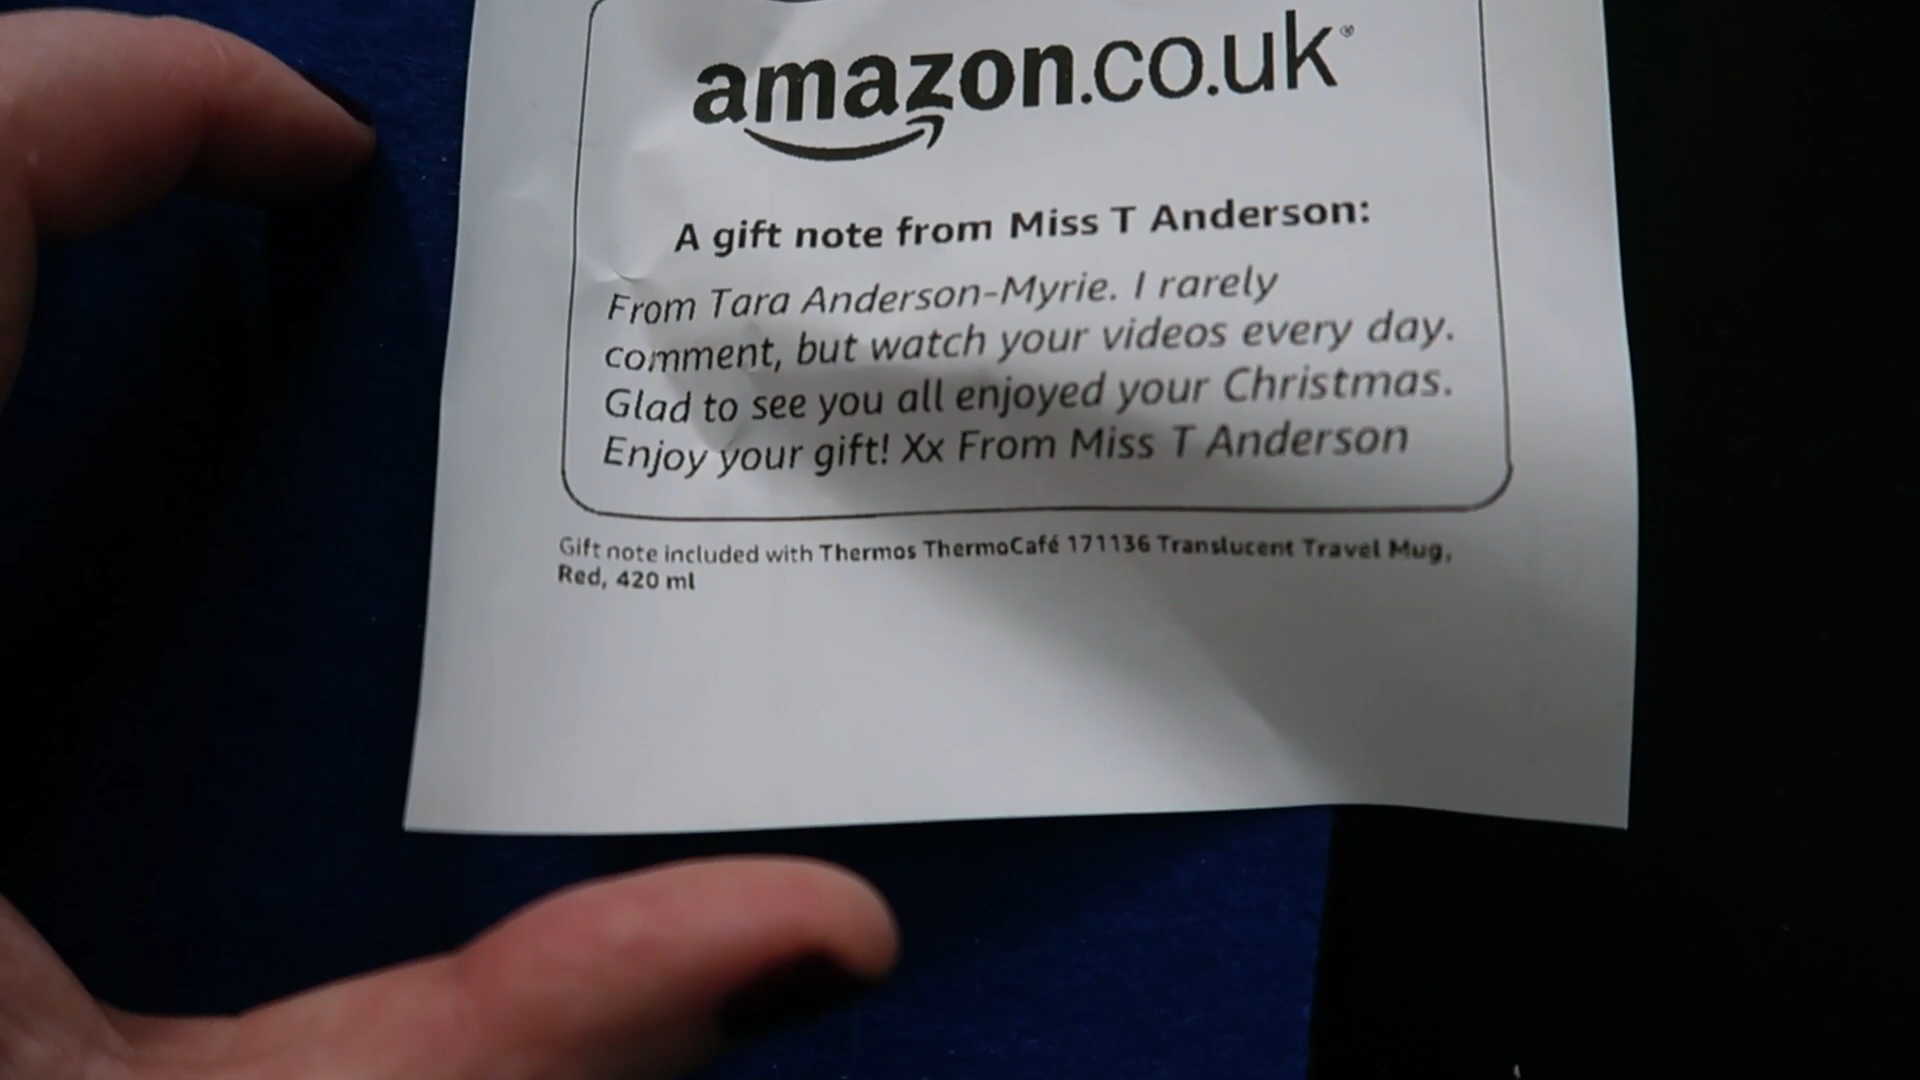 amazon.co.uk®
A gift note from Miss T Anderson:
From Tara Anderson-Myrie. I rarely
comment, but watch your videos every day.
Glad to see you all enjoyed your Christmas.
Enjoy your gift! Xx From Miss T Anderson
Gift note included with Thermos ThermoCafé 171136 Translucent Travel Mug,
Red, 420 ml